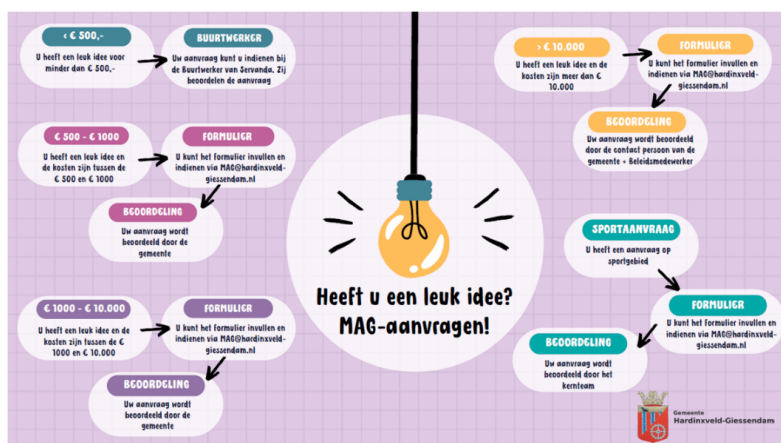 < € 500,-
U heeft een leuk idee voor
minder dan € 500,-
BUURTWERKER
Uw aanvraag kunt u indienen bij
de Buurtwerker van Servanda, Zij
beoordelen de aanvraag
€ 500 - € 1000
U heeft een leuk idee en
de kosten zijn tussen de
€ 500 en € 1000
FORMULIER
U kunt het formulier invullen en
indienen via MAG@hardinxveld-
giessendam.nl
BEOORDELING
Uw aanvraag wordt
beoordeeld door de
gemeente
€ 1000 - € 10.000
U heeft een leuk idee en de
kosten zijn tussen de €
1000 en € 10.000
FORMULIER
U kunt het formulier invullen en
indienen via MAG@hardinxveld-
giessendam.nl
BEOORDELING
Uw aanvraag wordt
beoordeeld door de
gemeente
Heeft u een leuk idee?
MAG-aanvragen!
> € 10.000
U heeft een leuk idee en de
kosten zijn meer dan €
10.000
FORMULIER
U kunt het formulier invullen en
indienen via MAG@hardinxveld-
giessendam.nl
BEOORDELING
Uw aanvraag wordt beoordeeld
door de contact persoon van de
gemeente + Beleidsmedewerker
SPORTAANVRAAG
U heeft een aanvraag op
sportgebied
FORMULIER
U kunt het formulier invullen en
indienen via MAG@hardinxveld-
giessendam.nl
BEOORDELING
Uw aanvraag wordt
beoordeeld door het
kernteam
Gemeente
Hardinxveld-Giessendam